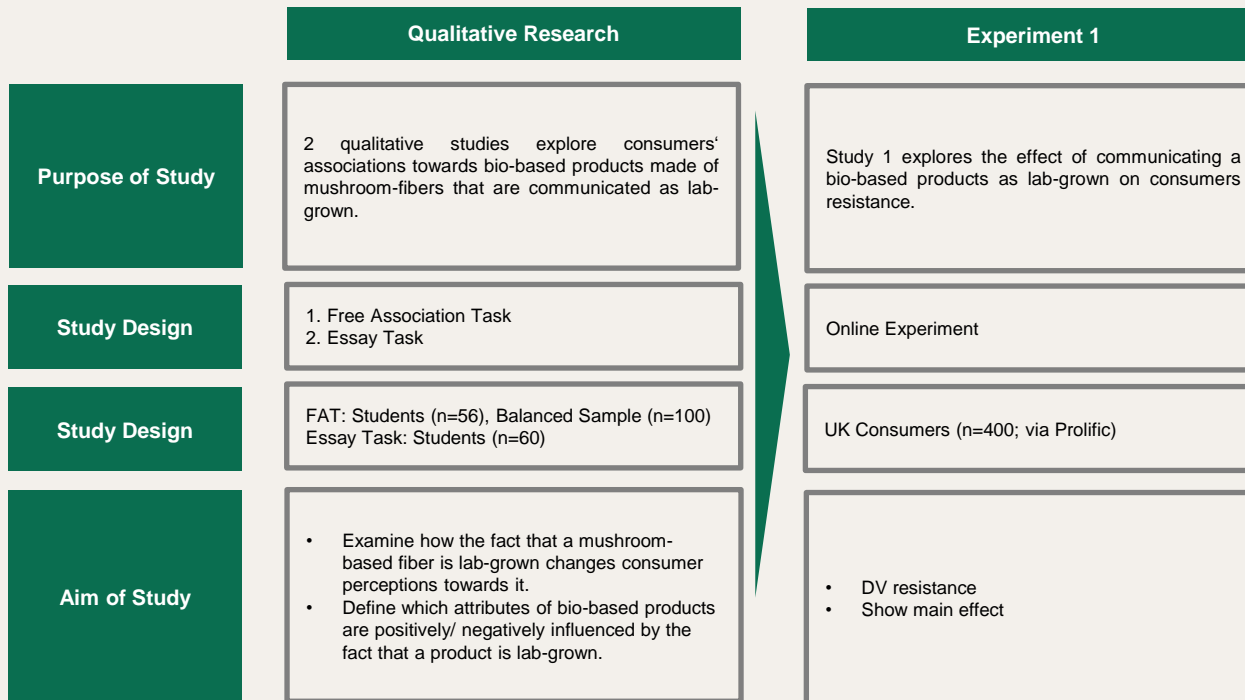 Qualitative Research
Experiment 1
Purpose of Study
2 qualitative studies explore consumers‘
associations towards bio-based products made of
mushroom-fibers that are communicated as lab-
grown.
Study 1 explores the effect of communicating a
bio-based products as lab-grown on consumers
resistance.
Study Design
1. Free Association Task
2. Essay Task
Online Experiment
Study Design
FAT: Students (n=56), Balanced Sample (n=100)
Essay Task: Students (n=60)
UK Consumers (n=400; via Prolific)
Aim of Study
• Examine how the fact that a mushroom-
based fiber is lab-grown changes consumer
perceptions towards it.
• Define which attributes of bio-based products
are positively/ negatively influenced by the
fact that a product is lab-grown.
• DV resistance
• Show main effect